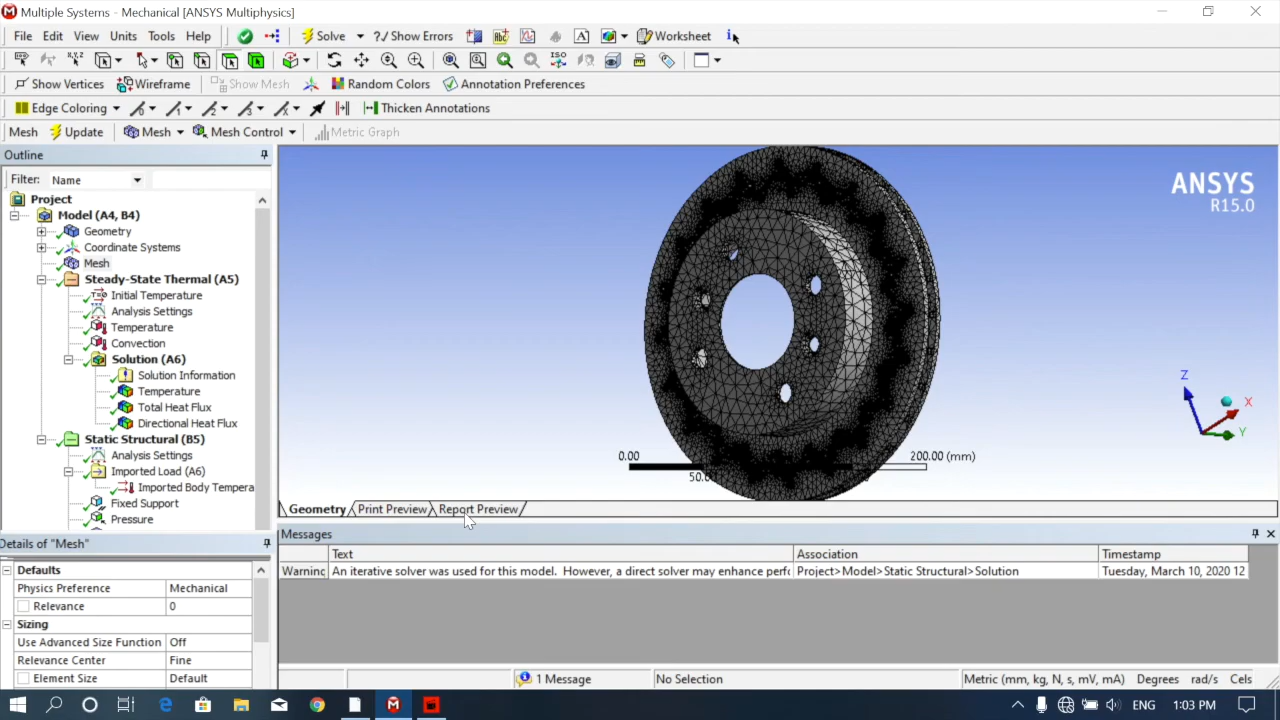 Multiple Systems - Mechanical [ANSYS Multiphysics]
File Edit View Units Tools Help Solve ?/ Show Errors Worksheet
Show Vertices Wireframe Show Mesh Random Colors Annotation Preferences
Edge Coloring Thicken Annotations
Mesh Update Mesh Mesh Control Metric Graph
Outline
Filter: Name
Project
Model (A4, B4)
Geometry
Coordinate Systems
Mesh
Steady-State Thermal (A5)
Initial Temperature
Analysis Settings
Temperature
Convection
Solution (A6)
Solution Information
Temperature
Total Heat Flux
Directional Heat Flux
Static Structural (B5)
Analysis Settings
Imported Load (A6)
Imported Body Tempera
Fixed Support
Pressure
ANSYS
R15.0
Z
X
Y
0.00 200.00 (mm)
50.0
Geometry Print Preview Report Preview
Details of "Mesh"
Defaults
Physics Preference Mechanical
Relevance 0
Sizing
Use Advanced Size Function Off
Relevance Center Fine
Element Size Default
Messages
Text Association Timestamp
Warning An iterative solver was used for this model. However, a direct solver may enhance perfo Project>Model>Static Structural>Solution Tuesday, March 10, 2020 12
1 Message No Selection Metric (mm, kg, N, s, mV, mA) Degrees rad/s Cels
ENG 1:03 PM